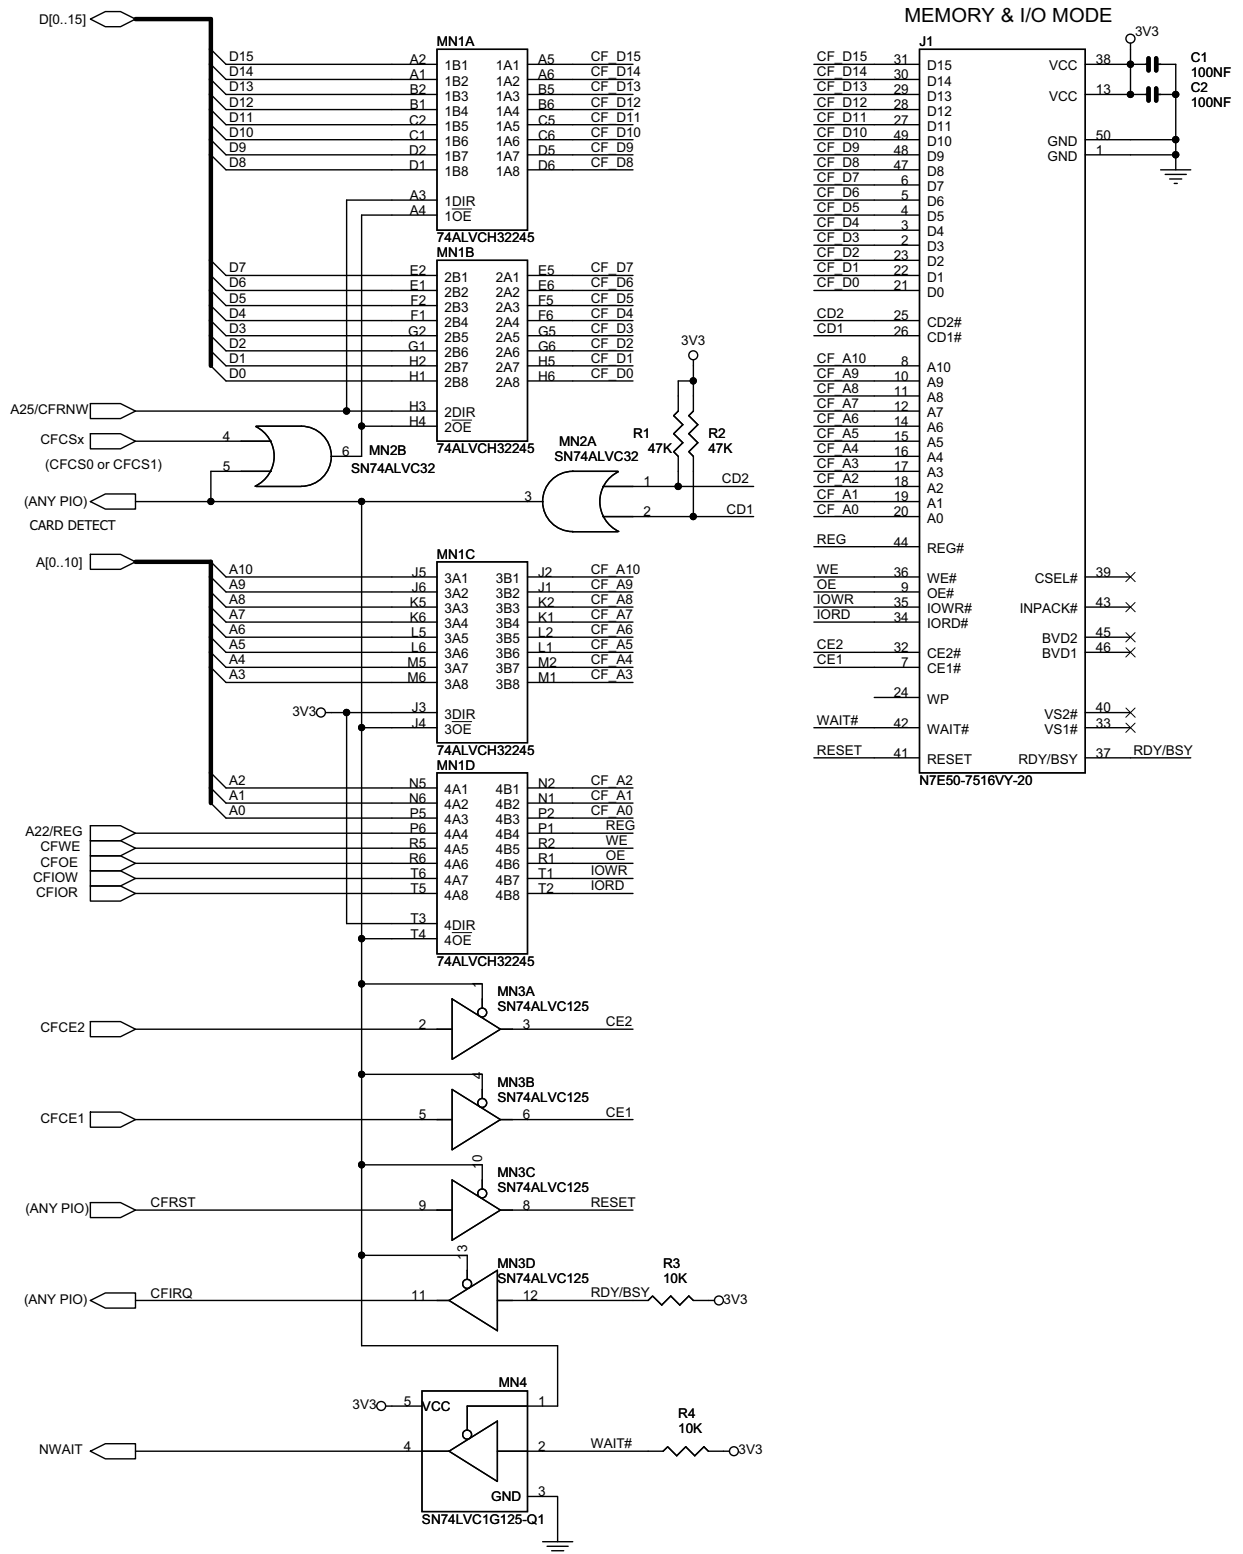 MEMORY & I/O MODE
D[0..15]
MN1A
D15 A2 1B1 1A1 A5 CF_D15
D14 A1 1B2 1A2 A6 CF_D14
D13 B2 1B3 1A3 B5 CF_D13
D12 B1 1B4 1A4 B6 CF_D12
D11 C2 1B5 1A5 C5 CF_D11
D10 C1 1B6 1A6 C6 CF_D10
D9 D2 1B7 1A7 D5 CF_D9
D8 D1 1B8 1A8 D6 CF_D8
A3 1DIR
A4 1OE
74ALVCH32245
MN1B
D7 E2 2B1 2A1 E5 CF_D7
D6 E1 2B2 2A2 E6 CF_D6
D5 F2 2B3 2A3 F5 CF_D5
D4 F1 2B4 2A4 F6 CF_D4
D3 G2 2B5 2A5 G5 CF_D3
D2 G1 2B6 2A6 G6 CF_D2
D1 H2 2B7 2A7 H5 CF_D1
D0 H1 2B8 2A8 H6 CF_D0
A25/CFRNW H3 2DIR
H4 2OE
74ALVCH32245
CFCSx 4
(CFCS0 or CFCS1) 5
6 MN2B
SN74ALVC32
3V3
R1
47K
R2
47K
MN2A
SN74ALVC32
1 CD2
2 CD1
3
(ANY PIO)
CARD DETECT
A[0..10]
MN1C
A10 J5 3A1 3B1 J2 CF_A10
A9 J6 3A2 3B2 J1 CF_A9
A8 K5 3A3 3B3 K2 CF_A8
A7 K6 3A4 3B4 K1 CF_A7
A6 L5 3A5 3B5 L2 CF_A6
A5 L6 3A6 3B6 L1 CF_A5
A4 M5 3A7 3B7 M2 CF_A4
A3 M6 3A8 3B8 M1 CF_A3
3V3 J3 3DIR
J4 3OE
74ALVCH32245
MN1D
A2 N5 4A1 4B1 N2 CF_A2
A1 N6 4A2 4B2 N1 CF_A1
A0 P5 4A3 4B3 P2 CF_A0
A22/REG P6 4A4 4B4 P1 REG
CFWE R5 4A5 4B5 R2 WE
CFOE R6 4A6 4B6 R1 OE
CFIOW T6 4A7 4B7 T1 IOWR
CFIOR T5 4A8 4B8 T2 IORD
T3 4DIR
T4 4OE
74ALVCH32245
1 MN3A
SN74ALVC125
CFCE2 2 3 CE2
4 MN3B
SN74ALVC125
CFCE1 5 6 CE1
10 MN3C
SN74ALVC125
(ANY PIO) CFRST 9 8 RESET
13 MN3D
SN74ALVC125
(ANY PIO) CFIRQ 11 12 RDY/BSY
R3
10K
3V3
MN4
3V3 5 VCC 1
NWAIT 4 2 WAIT#
R4
10K
3V3
GND 3
SN74LVC1G125-Q1
J1
3V3
CF_D15 31 D15 VCC 38
C1
100NF
CF_D14 30 D14
CF_D13 29 D13 VCC 13
C2
100NF
CF_D12 28 D12
CF_D11 27 D11
CF_D10 49 D10 GND 50
CF_D9 48 D9 GND 1
CF_D8 47 D8
CF_D7 6 D7
CF_D6 5 D6
CF_D5 4 D5
CF_D4 3 D4
CF_D3 2 D3
CF_D2 23 D2
CF_D1 22 D1
CF_D0 21 D0
CD2 25 CD2#
CD1 26 CD1#
CF_A10 8 A10
CF_A9 10 A9
CF_A8 11 A8
CF_A7 12 A7
CF_A6 14 A6
CF_A5 15 A5
CF_A4 16 A4
CF_A3 17 A3
CF_A2 18 A2
CF_A1 19 A1
CF_A0 20 A0
REG 44 REG#
WE 36 WE# CSEL# 39
OE 9 OE#
IOWR 35 IOWR# INPACK# 43
IORD 34 IORD#
BVD2 45
CE2 32 CE2# BVD1 46
CE1 7 CE1#
24 WP
VS2# 40
WAIT# 42 WAIT# VS1# 33
RESET 41 RESET RDY/BSY 37 RDY/BSY
N7E50-7516VY-20